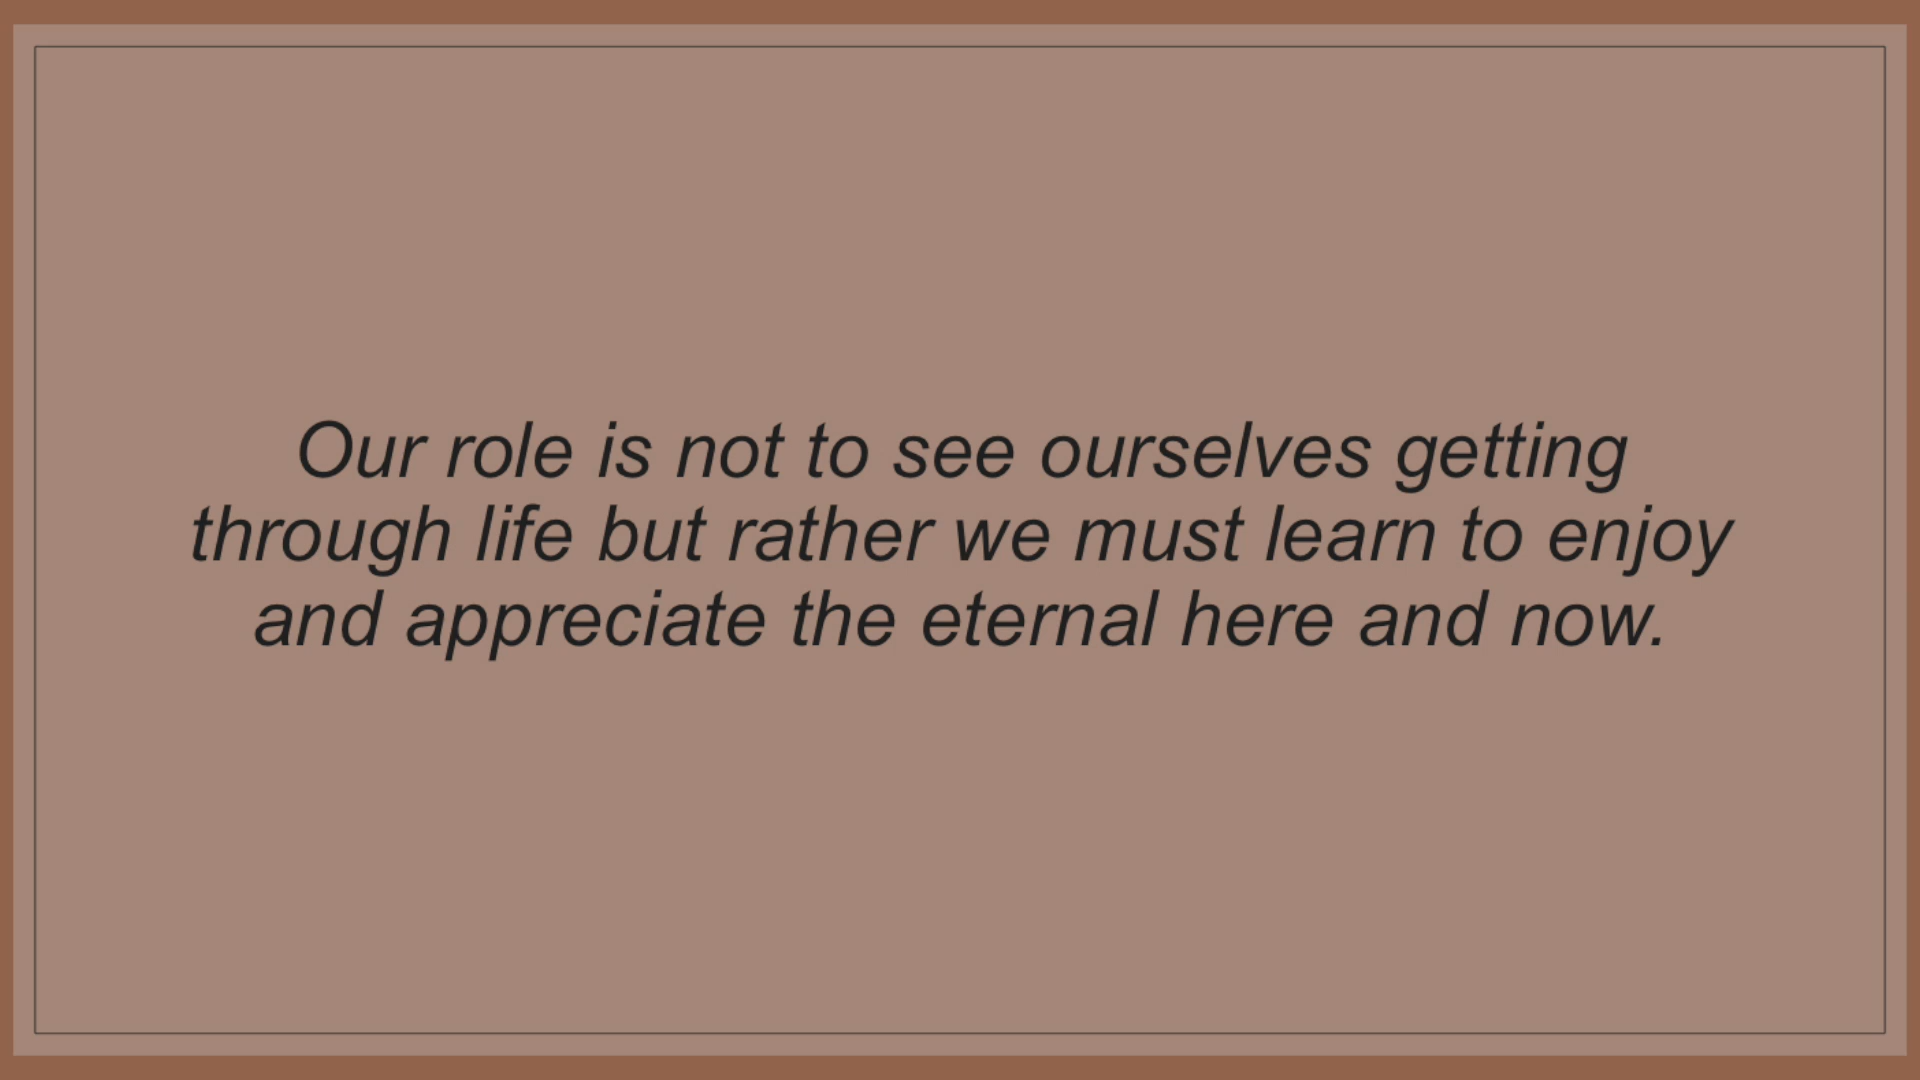 Our role is not to see ourselves getting
through life but rather we must learn to enjoy
and appreciate the eternal here and now.